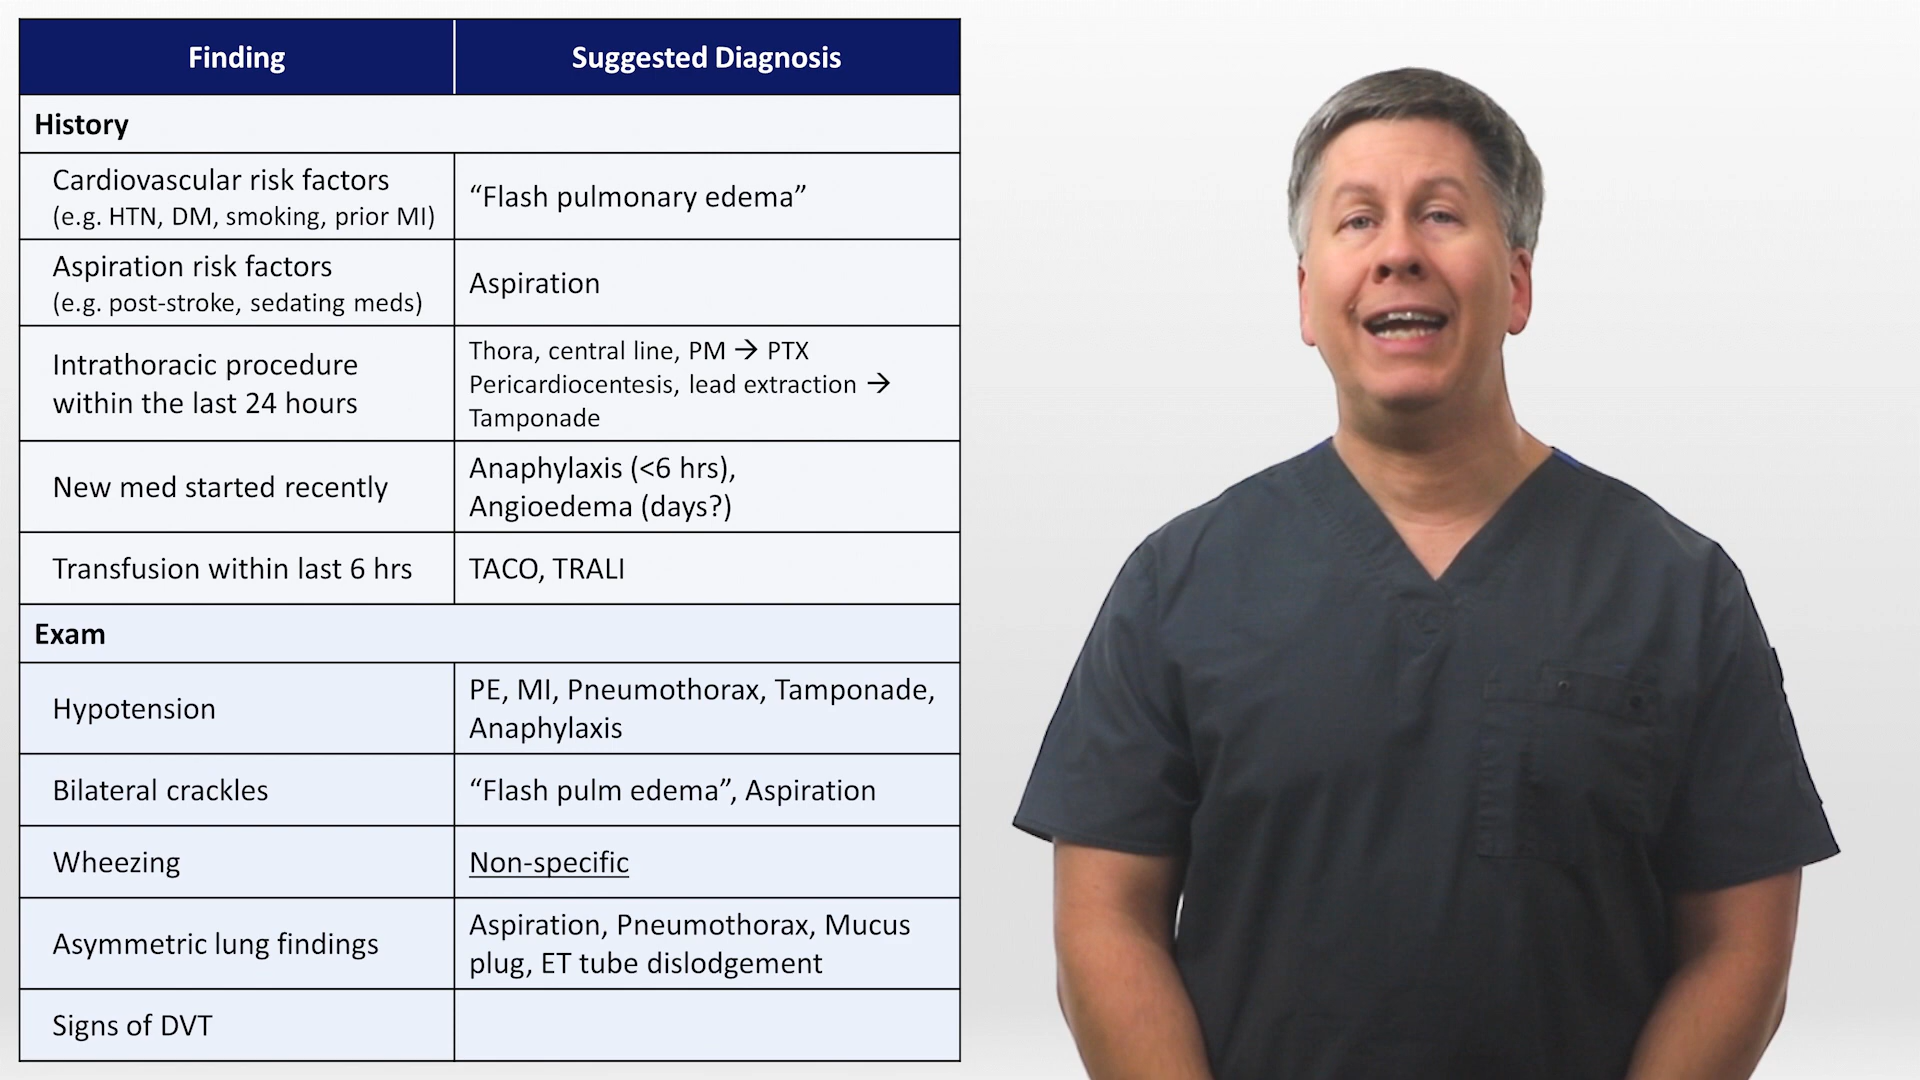 Finding
Suggested Diagnosis
History
Cardiovascular risk factors
(e.g. HTN, DM, smoking, prior MI)
“Flash pulmonary edema”
Aspiration risk factors
(e.g. post-stroke, sedating meds)
Aspiration
Intrathoracic procedure
within the last 24 hours
Thora, central line, PM → PTX
Pericardiocentesis, lead extraction →
Tamponade
New med started recently
Anaphylaxis (<6 hrs),
Angioedema (days?)
Transfusion within last 6 hrs
TACO, TRALI
Exam
Hypotension
PE, MI, Pneumothorax, Tamponade,
Anaphylaxis
Bilateral crackles
“Flash pulm edema”, Aspiration
Wheezing
Non-specific
Asymmetric lung findings
Aspiration, Pneumothorax, Mucus
plug, ET tube dislodgement
Signs of DVT